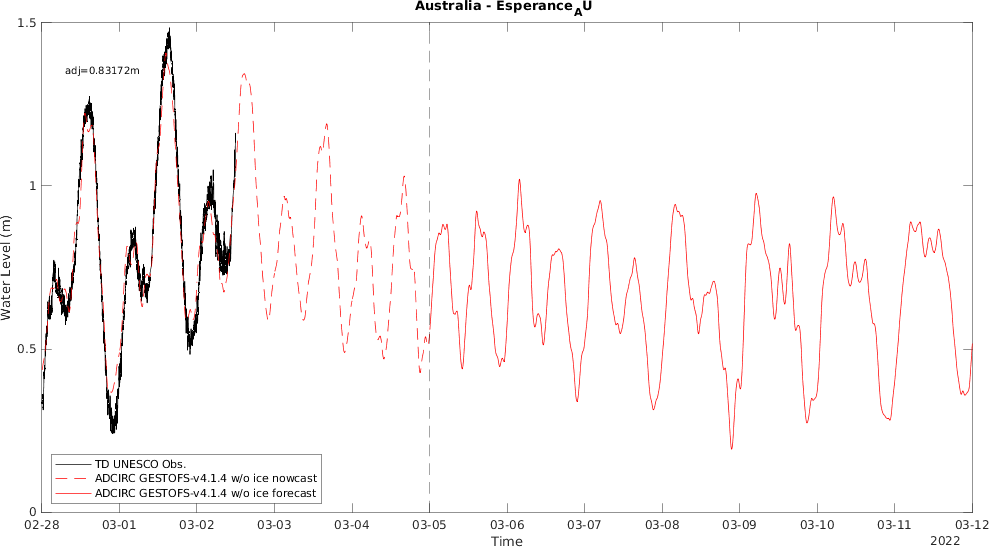 Australia - Esperance_AU
1.5
adj=0.83172m
1
Water Level (m)
0.5
TD UNESCO Obs.
ADCIRC GESTOFS-v4.1.4 w/o ice nowcast
ADCIRC GESTOFS-v4.1.4 w/o ice forecast
0
02-28 03-01 03-02 03-03 03-04 03-05 03-06 03-07 03-08 03-09 03-10 03-11 03-12
Time
2022